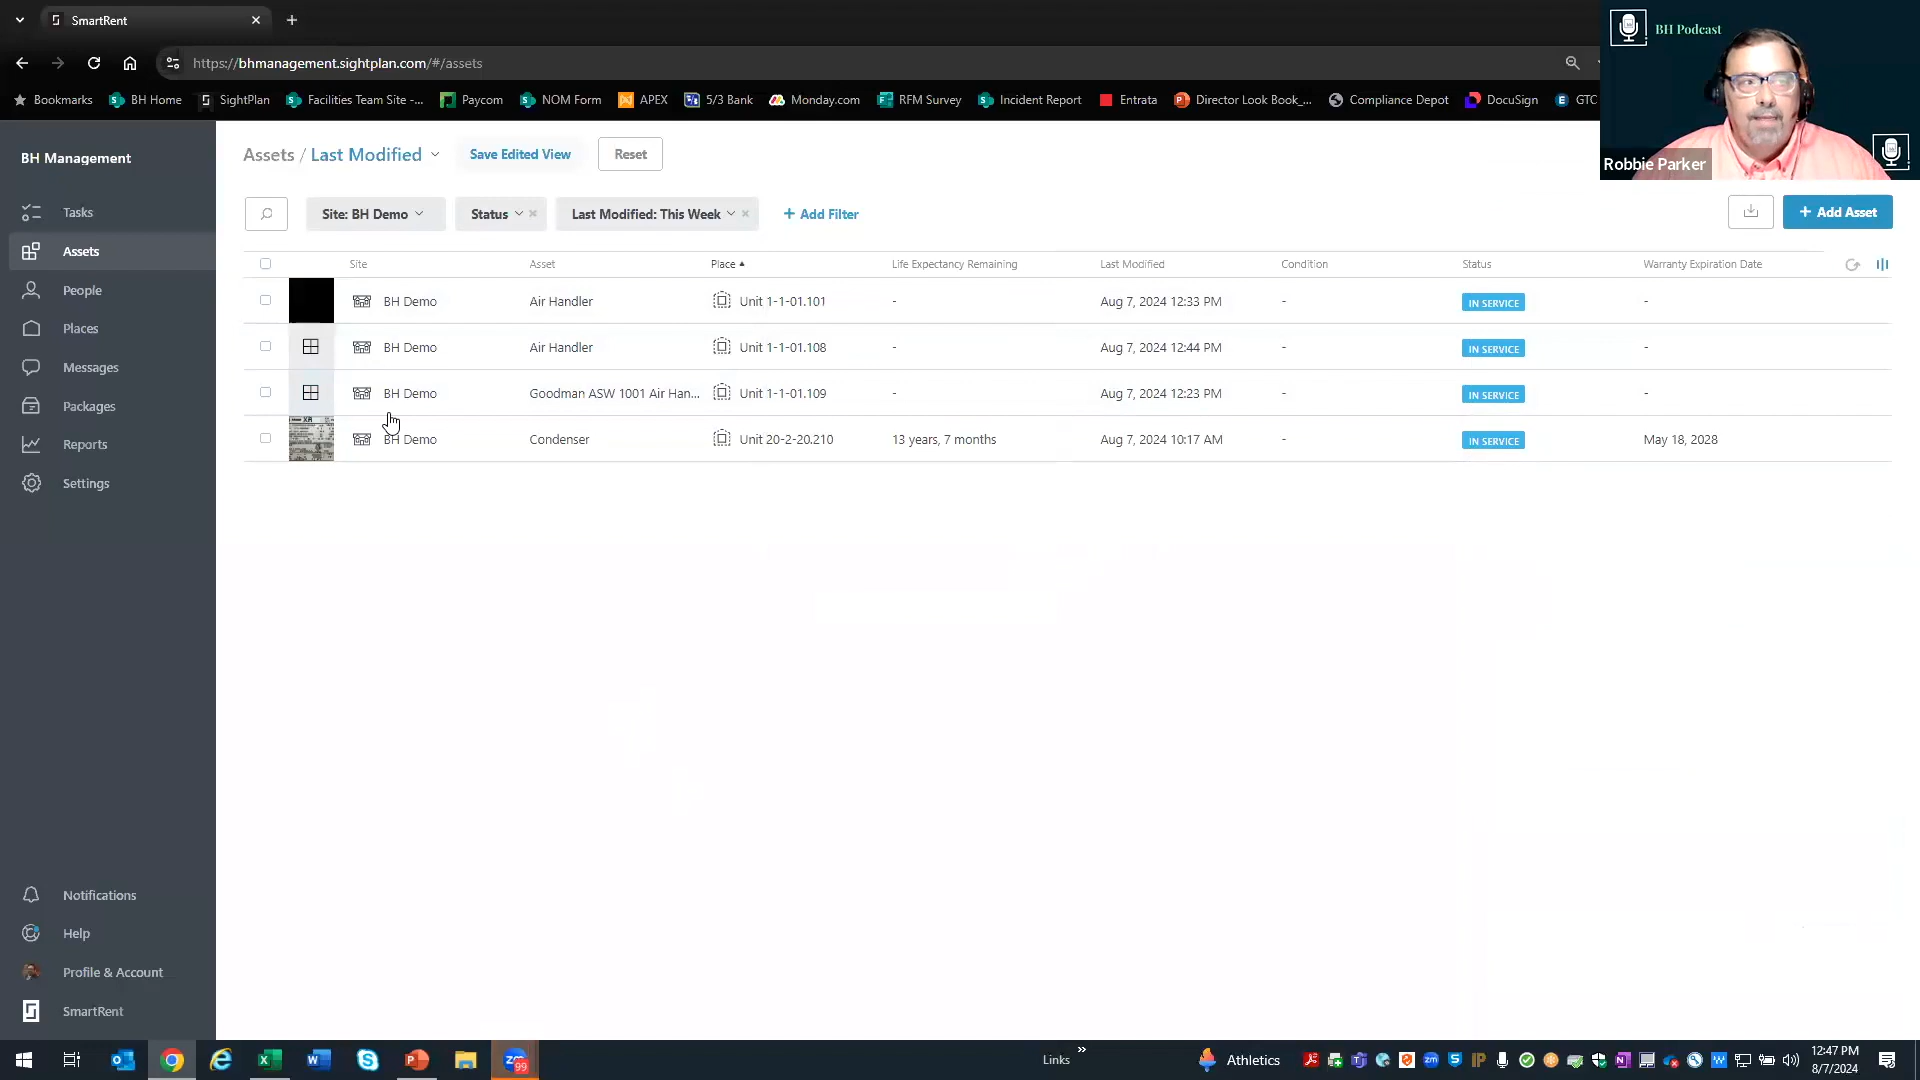 SmartRent
https://bhmanagement.sightplan.com/#/assets
BH Podcast
Robbie Parker
Bookmarks BH Home SightPlan Facilities Team Site -... Paycom NOM Form APEX 5/3 Bank Monday.com RFM Survey Incident Report Entrata Director Look Book_... Compliance Depot DocuSign GTC
BH Management
Tasks
Assets
People
Places
Messages
Packages
Reports
Settings
Notifications
Help
Profile & Account
SmartRent
Assets / Last Modified Save Edited View Reset
Site: BH Demo Status Last Modified: This Week + Add Filter + Add Asset
Site Asset Place Life Expectancy Remaining Last Modified Condition Status Warranty Expiration Date
BH Demo Air Handler Unit 1-1-01.101 - Aug 7, 2024 12:33 PM - IN SERVICE -
BH Demo Air Handler Unit 1-1-01.108 - Aug 7, 2024 12:44 PM - IN SERVICE -
BH Demo Goodman ASW 1001 Air Han... Unit 1-1-01.109 - Aug 7, 2024 12:23 PM - IN SERVICE -
BH Demo Condenser Unit 20-2-20.210 13 years, 7 months Aug 7, 2024 10:17 AM - IN SERVICE May 18, 2028
99 Links Athletics 12:47 PM
8/7/2024